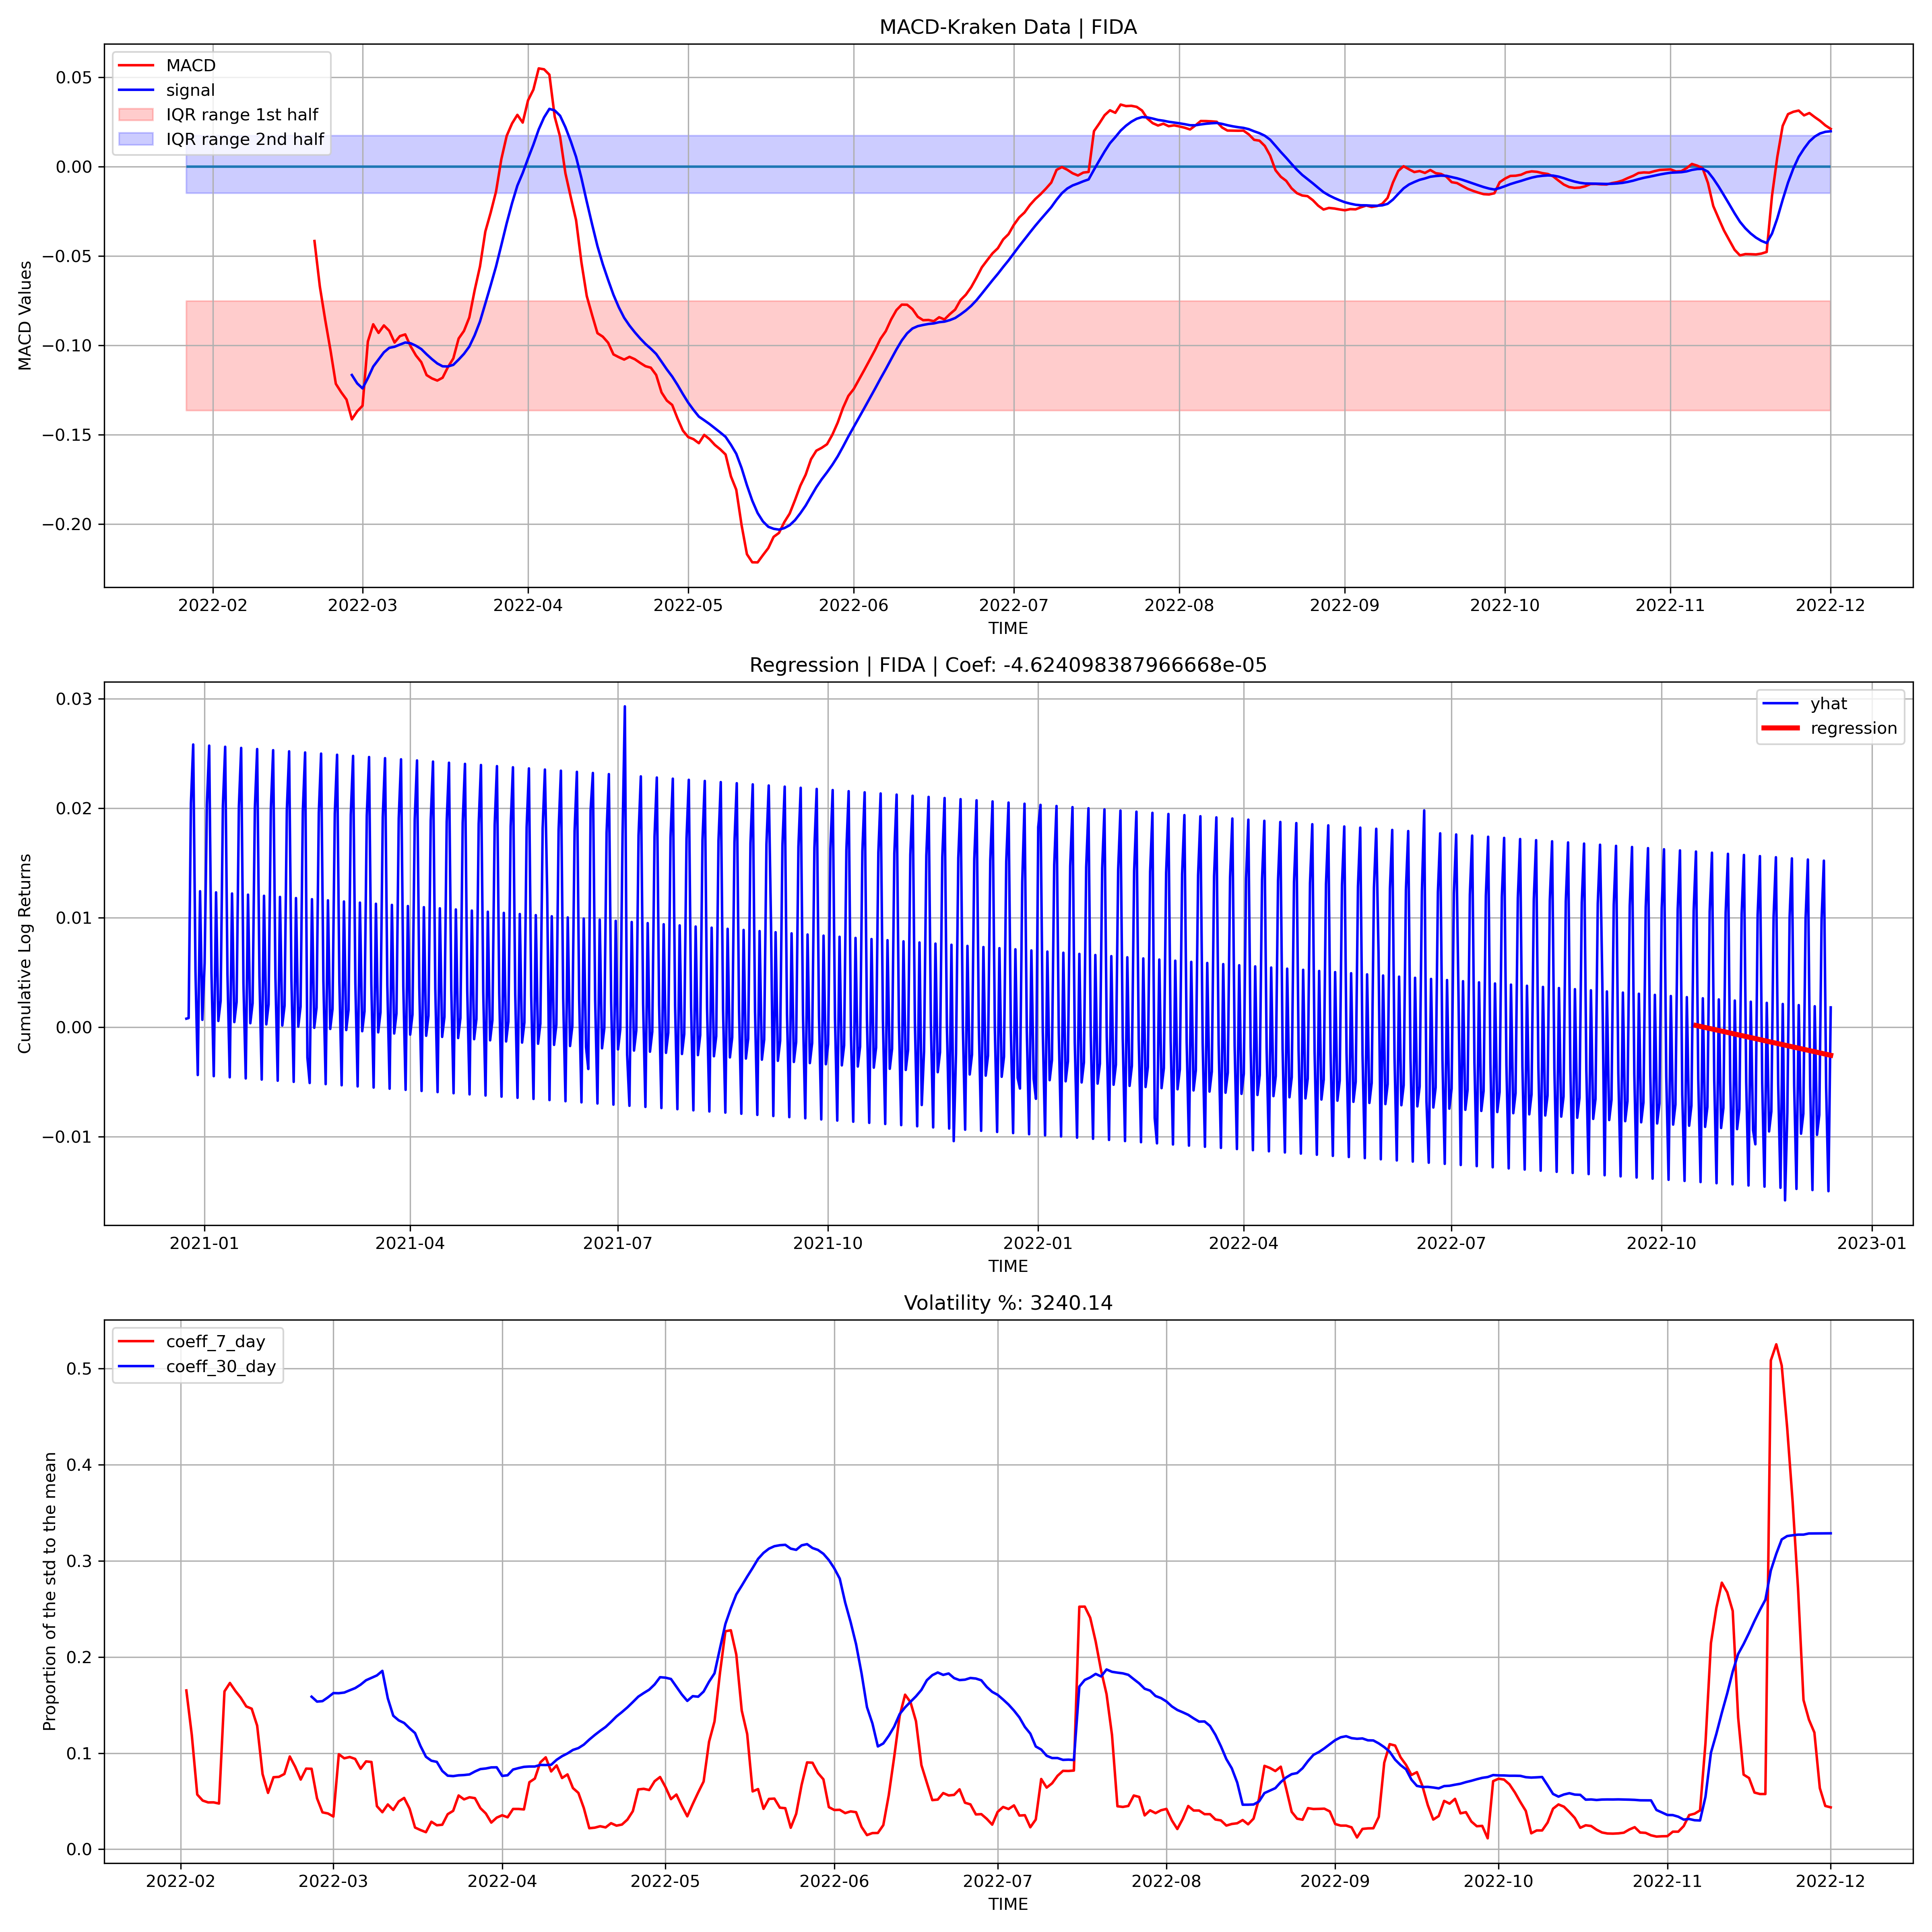 MACD-Kraken Data | FIDA
MACD
signal
IQR range 1st half
IQR range 2nd half
MACD Values
0.05
0.00
−0.05
−0.10
−0.15
−0.20
2022-02 2022-03 2022-04 2022-05 2022-06 2022-07 2022-08 2022-09 2022-10 2022-11 2022-12
TIME
Regression | FIDA | Coef: -4.624098387966668e-05
yhat
regression
Cumulative Log Returns
0.03
0.02
0.01
0.00
−0.01
2021-01 2021-04 2021-07 2021-10 2022-01 2022-04 2022-07 2022-10 2023-01
TIME
Volatility %: 3240.14
coeff_7_day
coeff_30_day
Proportion of the std to the mean
0.5
0.4
0.3
0.2
0.1
0.0
2022-02 2022-03 2022-04 2022-05 2022-06 2022-07 2022-08 2022-09 2022-10 2022-11 2022-12
TIME